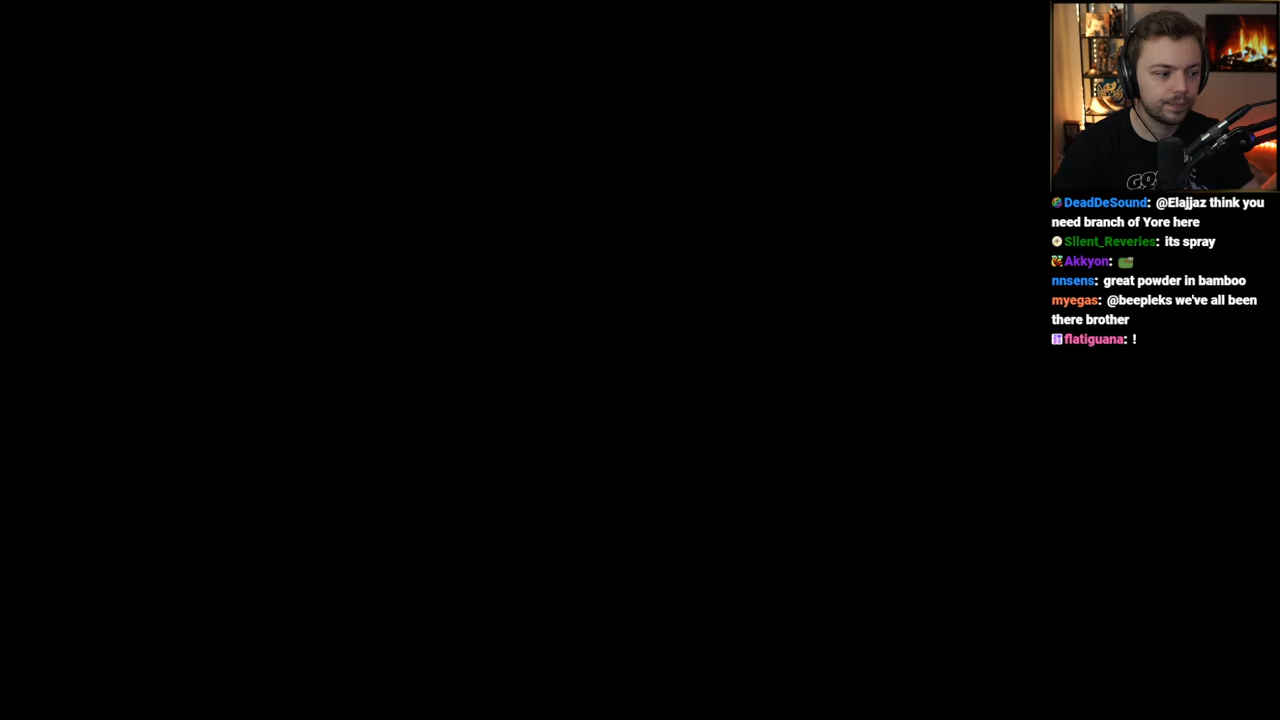 GO
DeadDeSound: @Elajjaz think you
need branch of Yore here
Silent_Reveries: its spray
Akkyon:
nnsens: great powder in bamboo
myegas: @beepleks we've all been
there brother
flatiguana: !